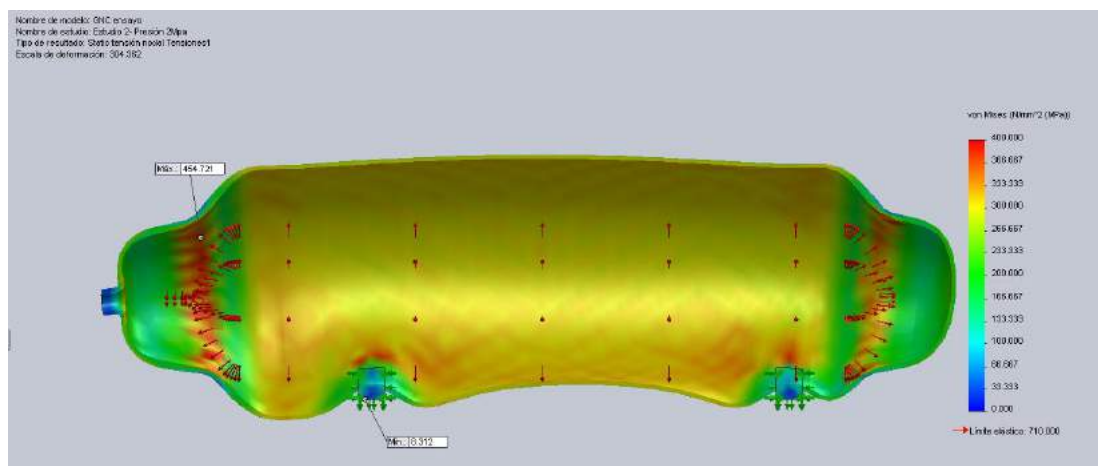 Nombre de modelo: GNC ensayo
Nombre de estudio: Estudio 2- Presión 2Mpa
Tipo de resultado: Static tensión nodal Tensiones1
Escala de deformación: 304.362
von Mises (N/mm^2 (MPa))
400.000
366.667
333.333
300.000
266.667
233.333
200.000
166.667
133.333
100.000
66.667
33.333
0.000
Límite elástico: 710.000
Máx.: 454.721
Mín.: 8.312